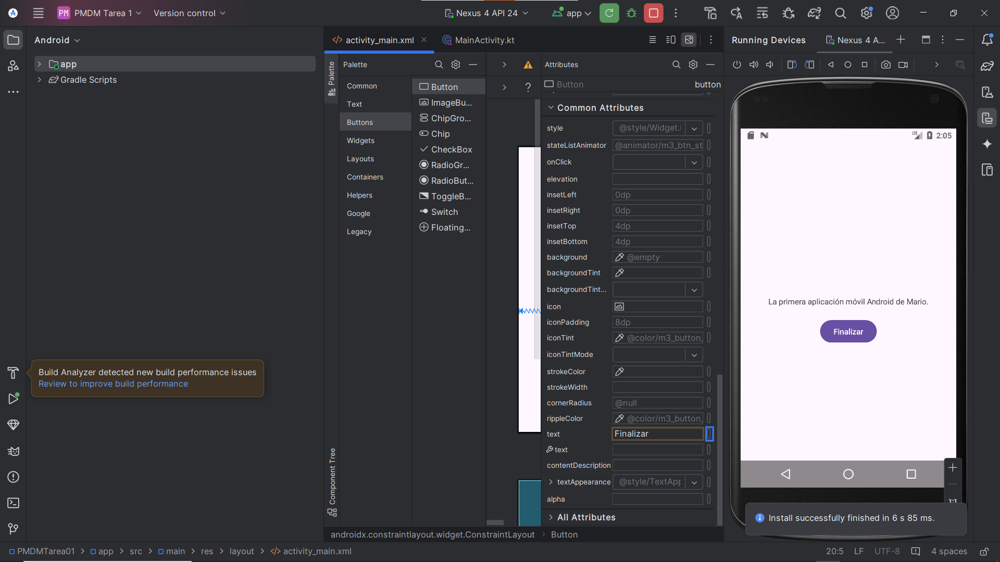 PM PMDM Tarea 1 Version control Nexus 4 API 24 app
Android
app
Gradle Scripts
Build Analyzer detected new build performance issues
Review to improve build performance
activity_main.xml MainActivity.kt
Palette
Component Tree
Palette
Common
Text
Buttons
Widgets
Layouts
Containers
Helpers
Google
Legacy
Button
ImageBu...
ChipGro...
Chip
CheckBox
RadioGr...
RadioBut...
ToggleB...
Switch
Floating...
?
Attributes
Button button
Common Attributes
style @style/Widget.
stateListAnimator @animator/m3_btn_st
onClick
elevation
insetLeft 0dp
insetRight 0dp
insetTop 4dp
insetBottom 4dp
background @empty
backgroundTint
backgroundTint...
icon
iconPadding 8dp
iconTint @color/m3_button_
iconTintMode
strokeColor
strokeWidth
cornerRadius @null
rippleColor @color/m3_button_
text Finalizar
text
contentDescription
textAppearance @style/TextApp
alpha
All Attributes
androidx.constraintlayout.widget.ConstraintLayout Button
Running Devices Nexus 4 A...
LTE 2:05
La primera aplicación móvil Android de Mario.
Finalizar
1:1
Install successfully finished in 6 s 85 ms.
PMDMTarea01 app src main res layout activity_main.xml 20:5 LF UTF-8 4 spaces